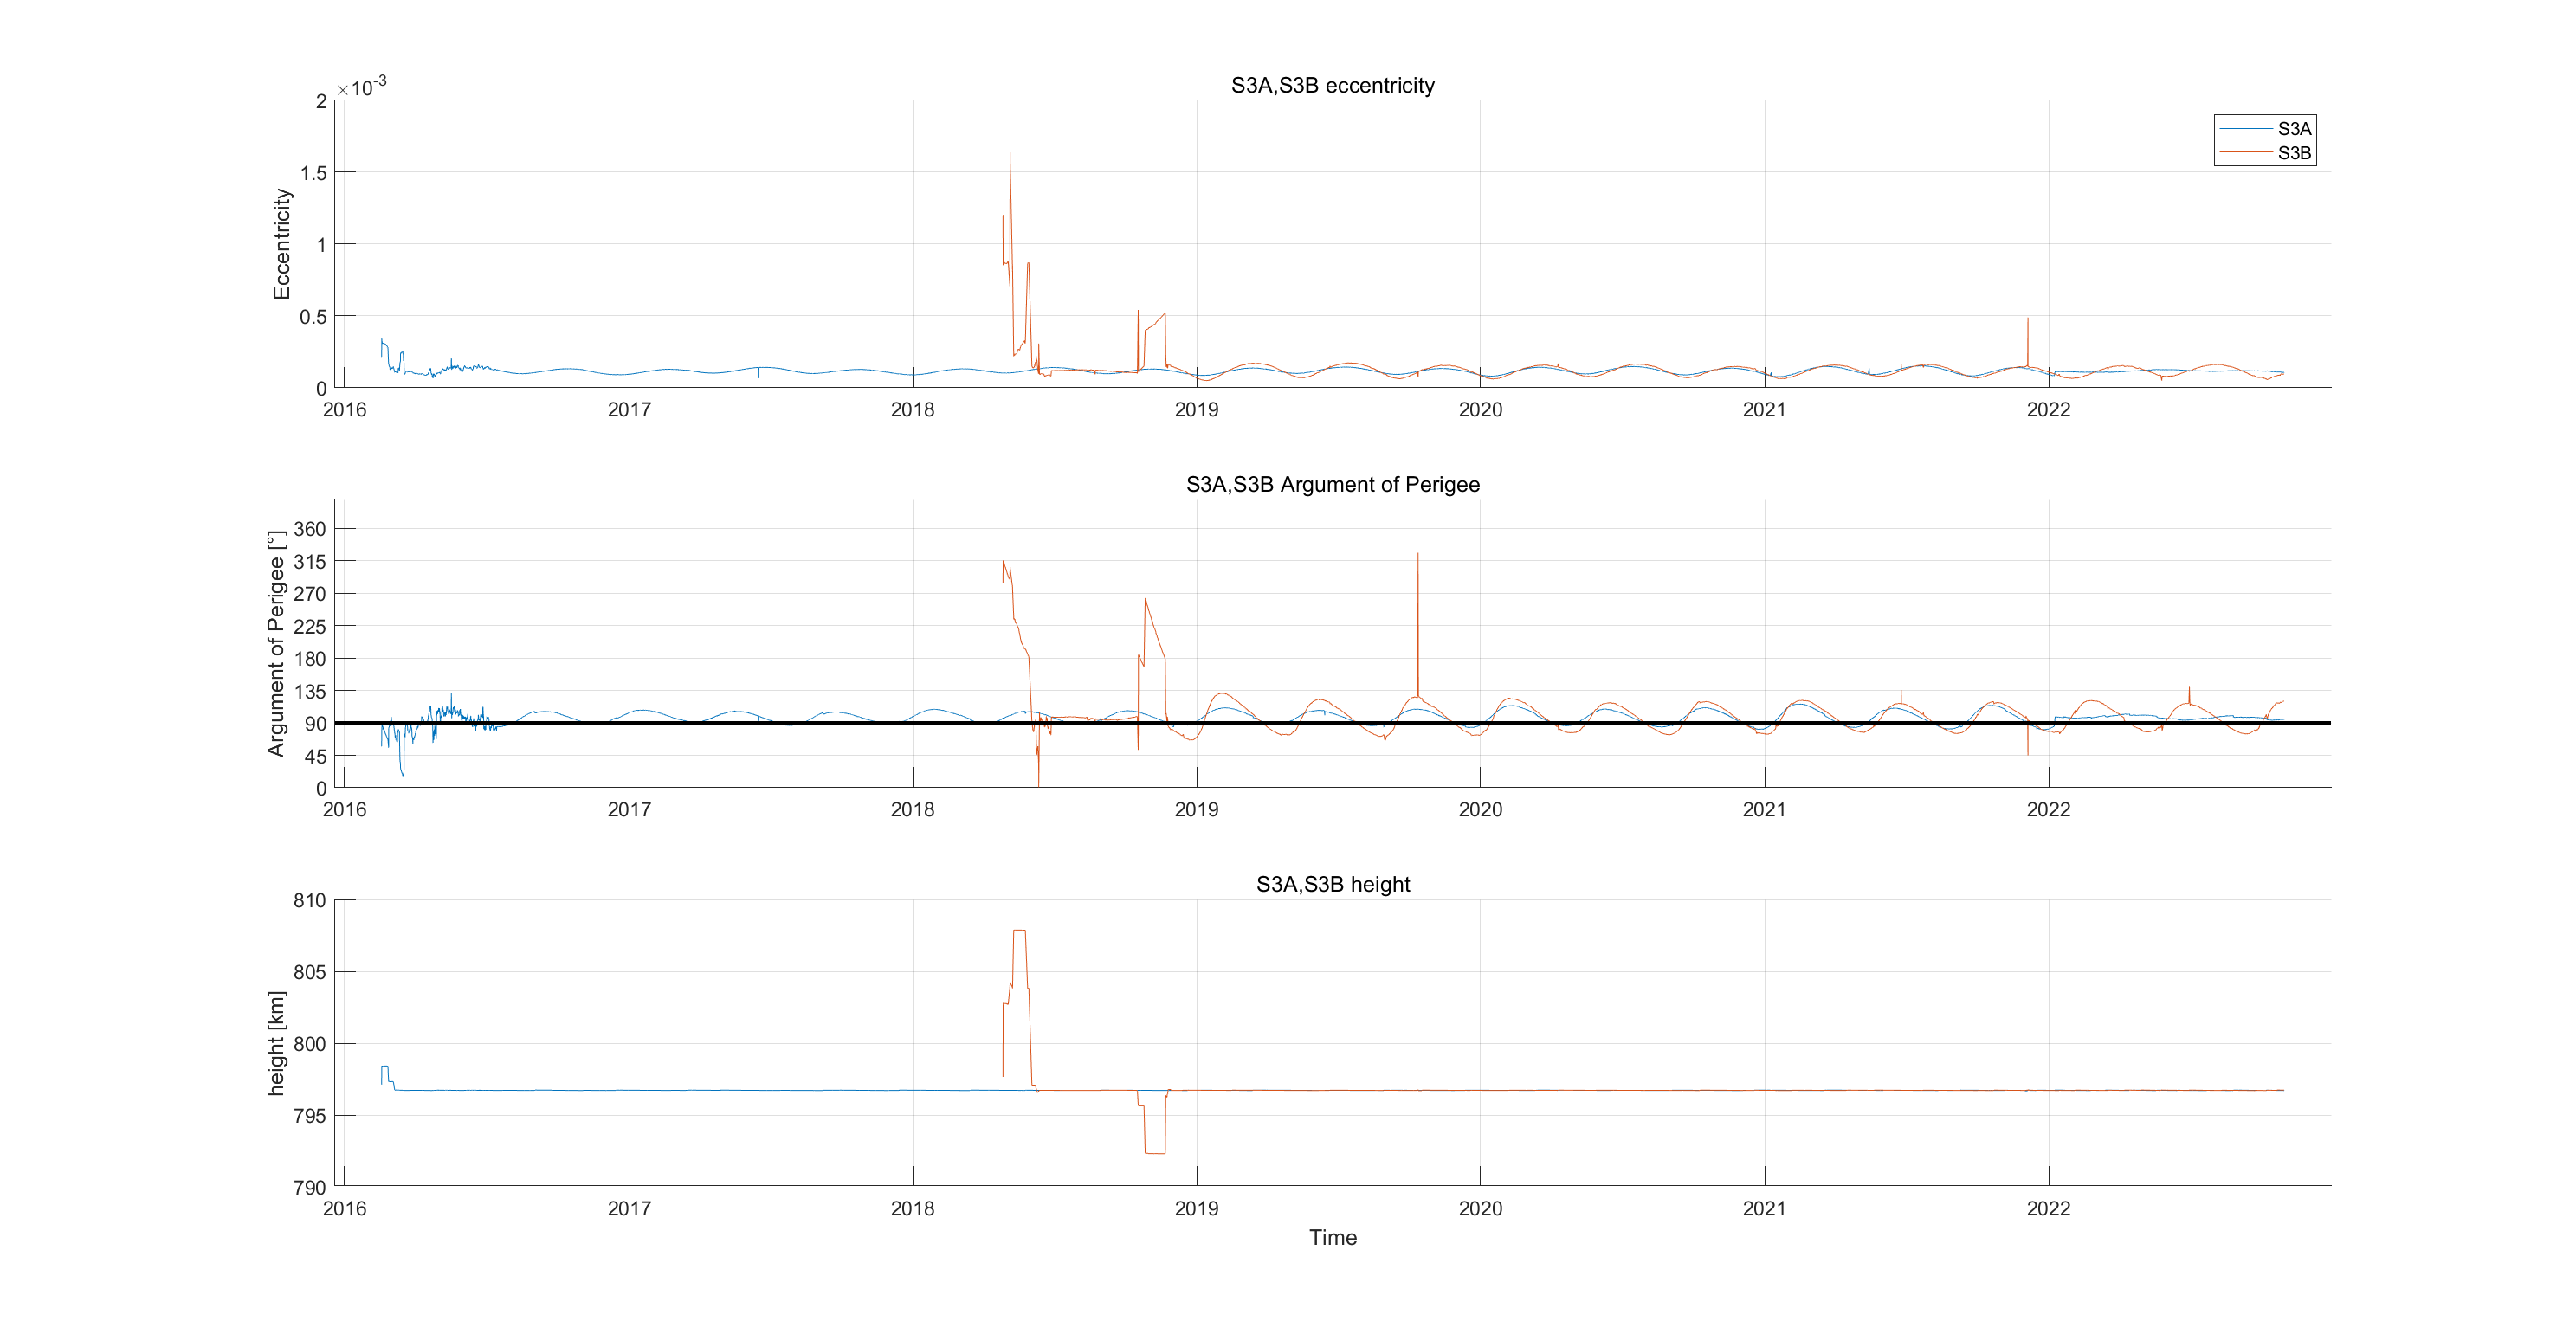 S3A,S3B eccentricity
×10-3
2
1.5
1
0.5
0
Eccentricity
S3A
S3B
2016 2017 2018 2019 2020 2021 2022
S3A,S3B Argument of Perigee
360
315
270
225
180
135
90
45
0
Argument of Perigee [°]
2016 2017 2018 2019 2020 2021 2022
S3A,S3B height
810
805
800
795
790
height [km]
2016 2017 2018 2019 2020 2021 2022
Time